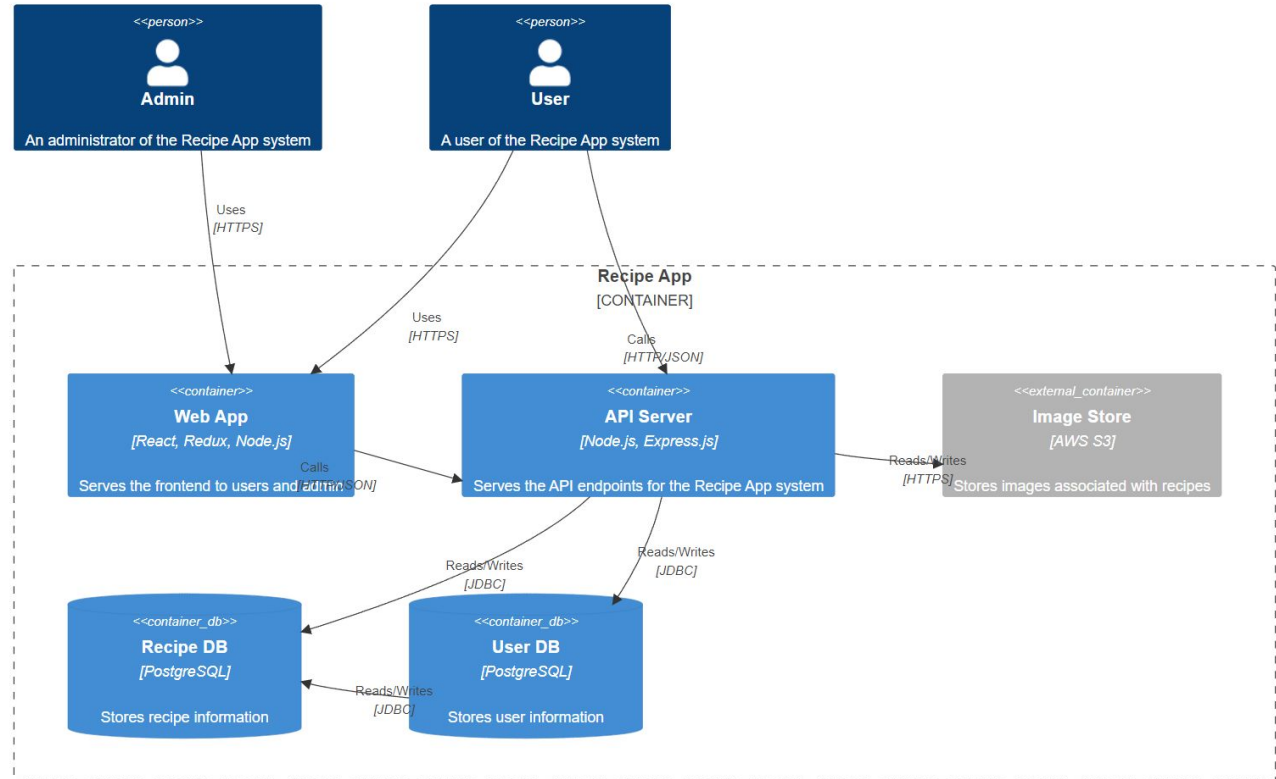 <<person>>
Admin
An administrator of the Recipe App system
<<person>>
User
A user of the Recipe App system
Uses
[HTTPS]
Uses
[HTTPS]
Calls
[HTTP/JSON]
Recipe App
[CONTAINER]
<<container>>
Web App
[React, Redux, Node.js]
Serves the frontend to users and admin
Calls
[HTTP/JSON]
<<container>>
API Server
[Node.js, Express.js]
Serves the API endpoints for the Recipe App system
Reads/Writes
[HTTPS]
<<external_container>>
Image Store
[AWS S3]
Stores images associated with recipes
Reads/Writes
[JDBC]
Reads/Writes
[JDBC]
<<container_db>>
Recipe DB
[PostgreSQL]
Stores recipe information
Reads/Writes
[JDBC]
<<container_db>>
User DB
[PostgreSQL]
Stores user information